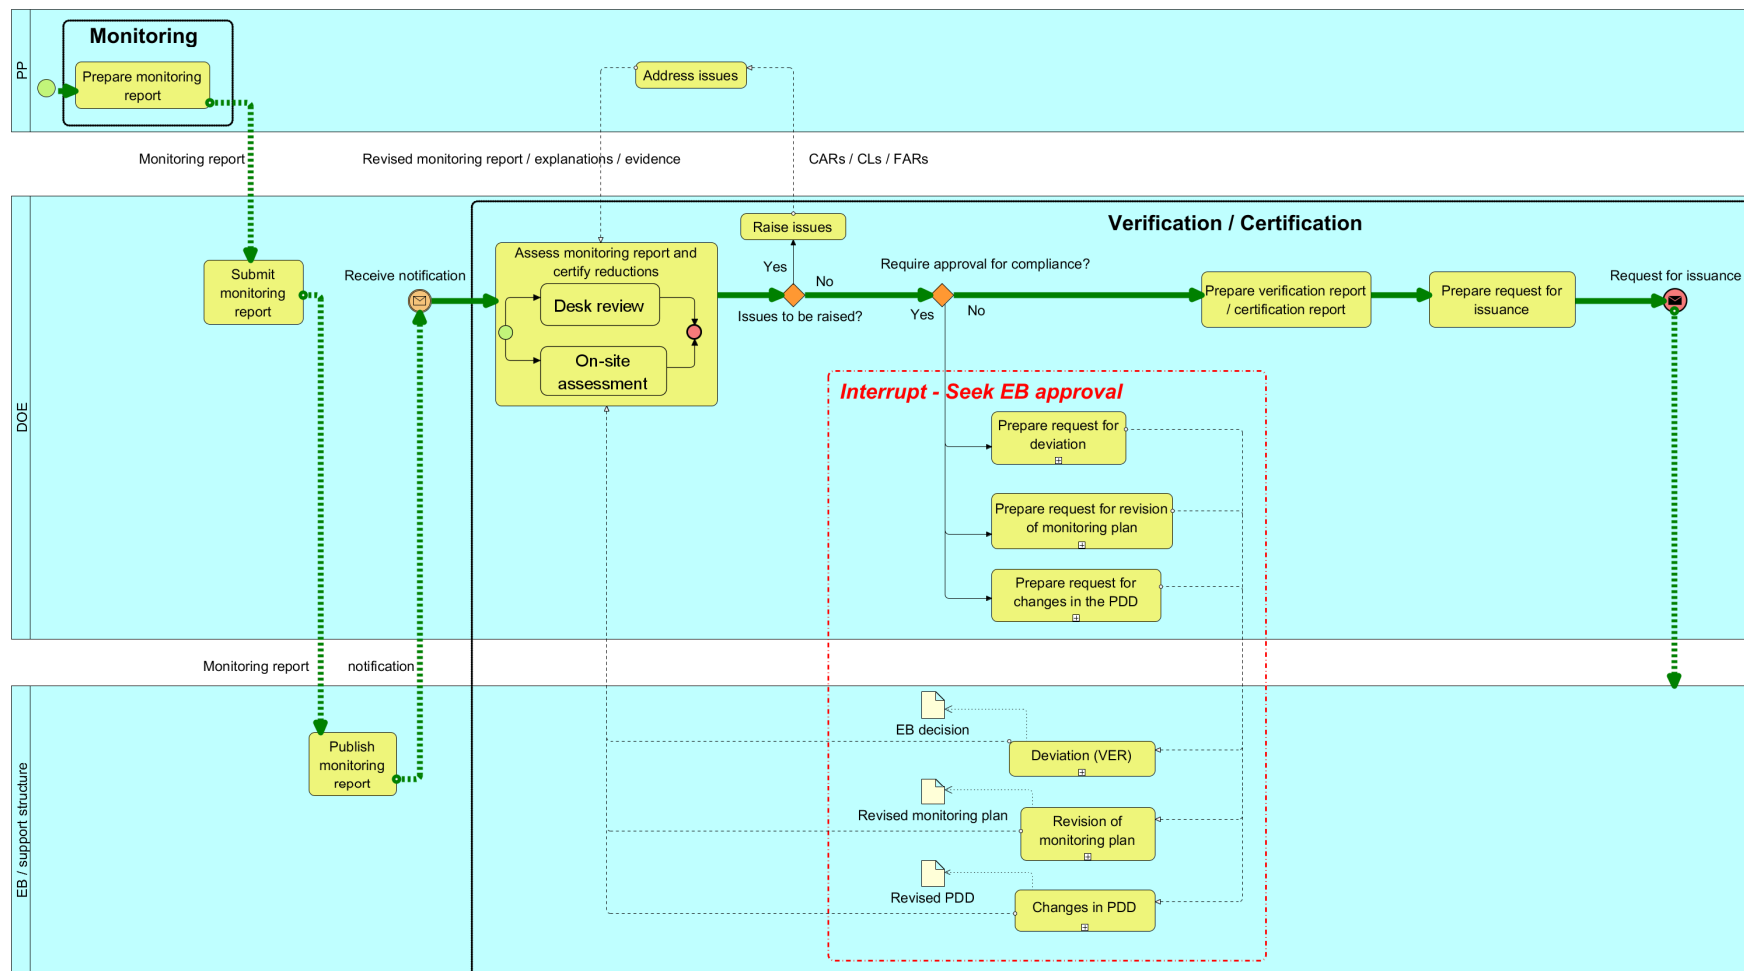 PP
Monitoring
Prepare monitoring
report
Address issues
Monitoring report
Revised monitoring report / explanations / evidence
CARs / CLs / FARs
DOE
Verification / Certification
Raise issues
Submit
monitoring
report
Receive notification
Assess monitoring report and
certify reductions
Desk review
On-site
assessment
Yes
No
Issues to be raised?
Require approval for compliance?
Yes
No
Prepare verification report
/ certification report
Prepare request for
issuance
Request for issuance
Interrupt - Seek EB approval
Prepare request for
deviation
Prepare request for revision
of monitoring plan
Prepare request for
changes in the PDD
Monitoring report
notification
EB / support structure
Publish
monitoring
report
EB decision
Deviation (VER)
Revised monitoring plan
Revision of
monitoring plan
Revised PDD
Changes in PDD